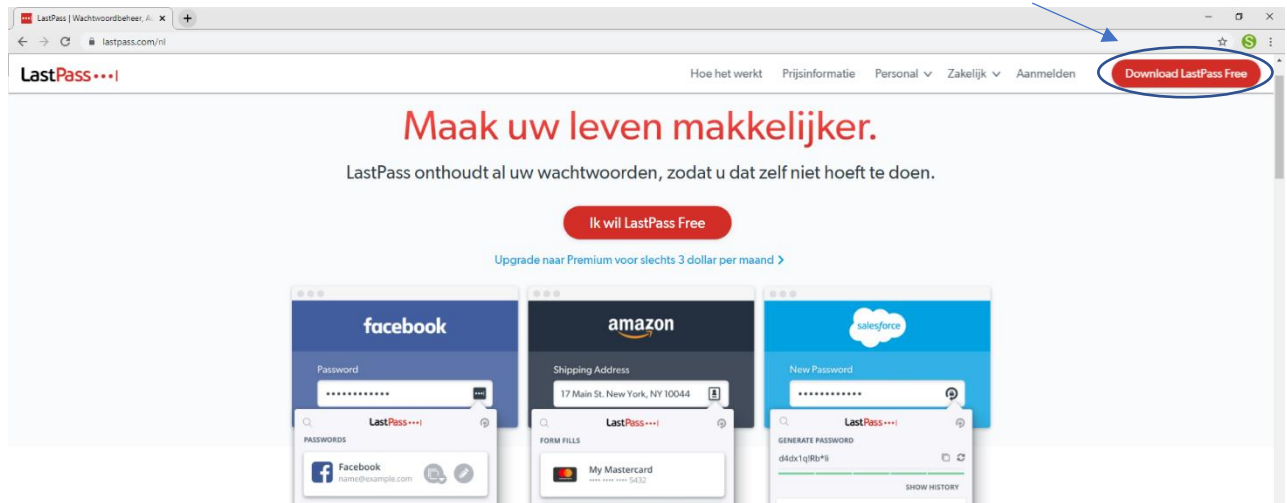 LastPass | Wachtwoordbeheer, A
lastpass.com/nl
LastPass
Hoe het werkt Prijsinformatie Personal Zakelijk Aanmelden Download LastPass Free
Maak uw leven makkelijker.
LastPass onthoudt al uw wachtwoorden, zodat u dat zelf niet hoeft te doen.
Ik wil LastPass Free
Upgrade naar Premium voor slechts 3 dollar per maand >
facebook
Password
••••••••••••
LastPass
PASSWORDS
Facebook
name@example.com
amazon
Shipping Address
17 Main St. New York, NY 10044
LastPass
FORM FILLS
My Mastercard
•••• •••• •••• 5432
salesforce
New Password
••••••••••••
LastPass
GENERATE PASSWORD
d4dx1q!Rb*li
SHOW HISTORY